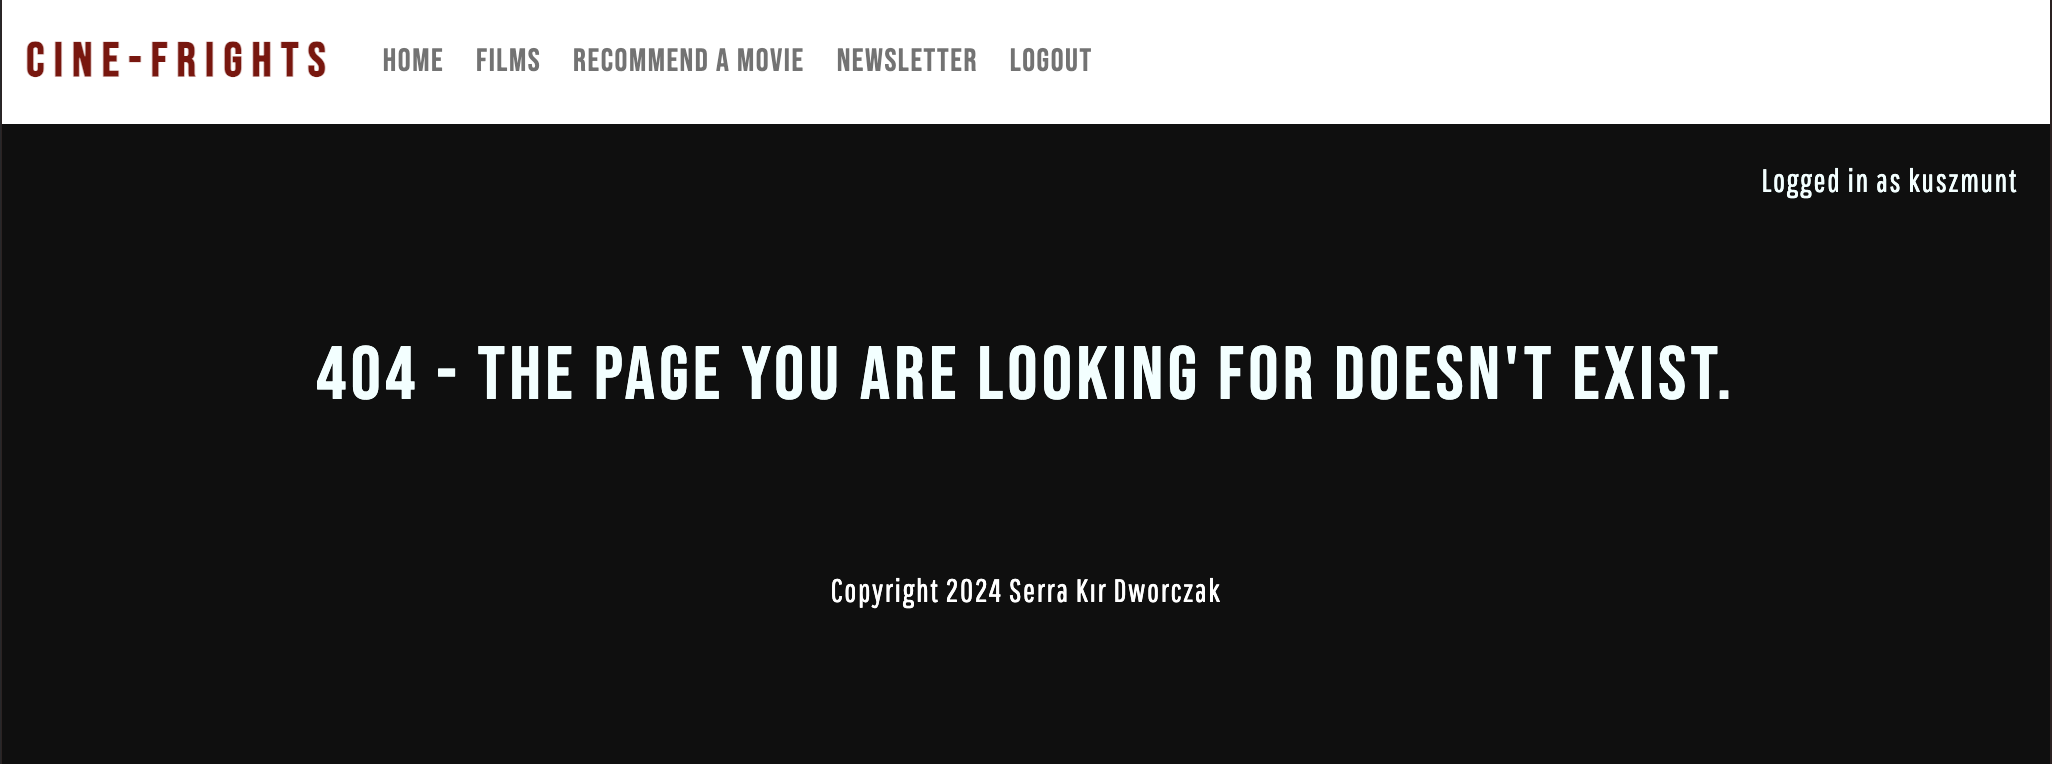 CINE-FRIGHTS
HOME FILMS RECOMMEND A MOVIE NEWSLETTER LOGOUT
Logged in as kuszmunt
404 - THE PAGE YOU ARE LOOKING FOR DOESN'T EXIST.
Copyright 2024 Serra Kır Dworczak